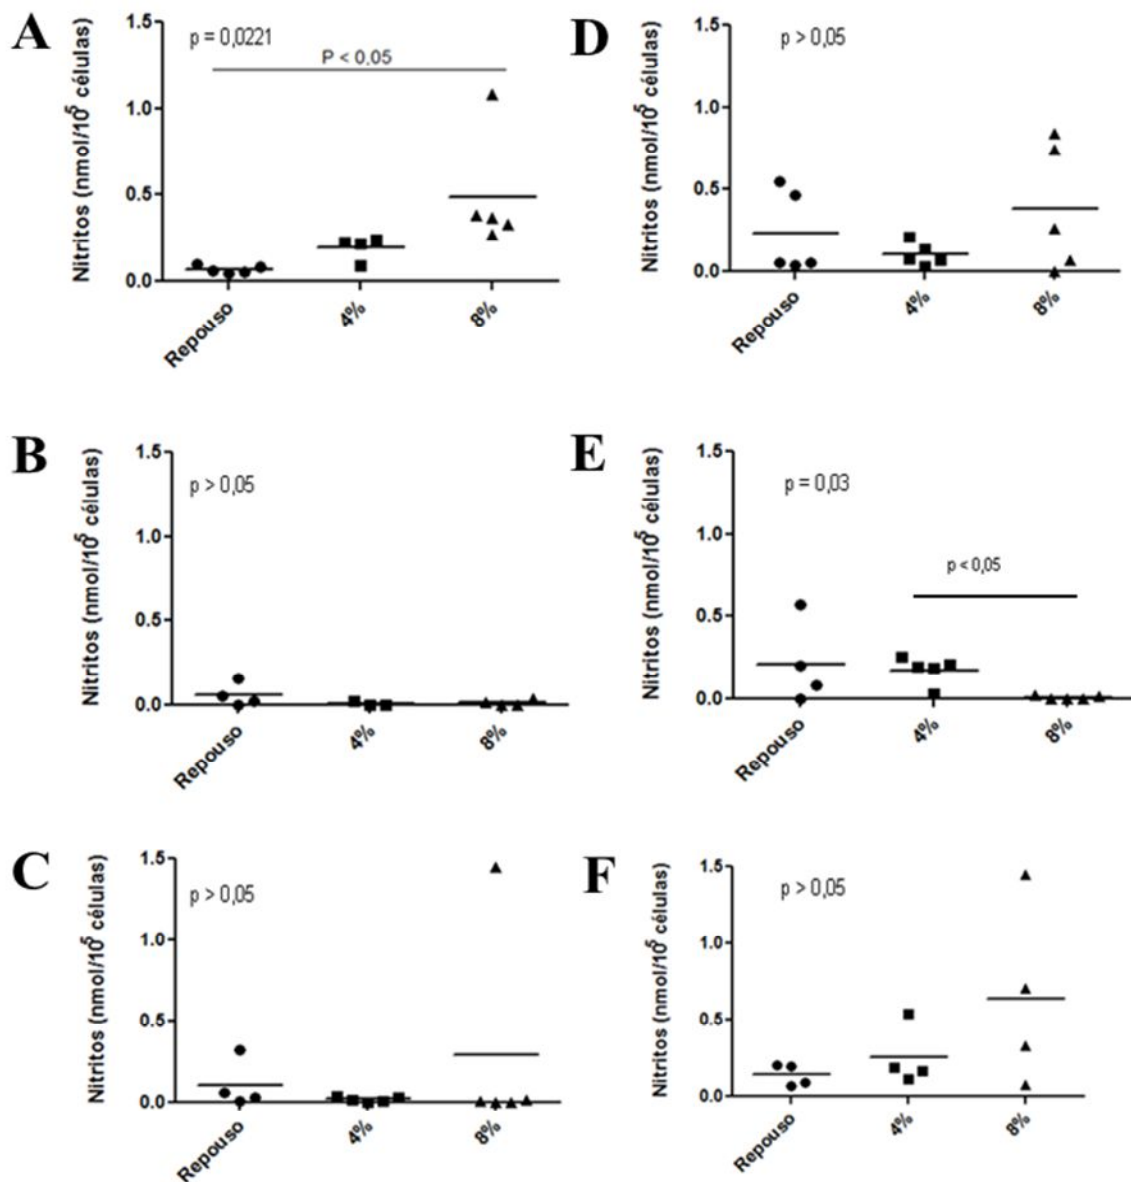 A
Nitritos (nmol/10⁵ células)
1.5
1.0
0.5
0.0
p = 0,0221
P < 0,05
Repouso
4%
8%
D
Nitritos (nmol/10⁵ células)
1.5
1.0
0.5
0.0
p > 0,05
Repouso
4%
8%
B
Nitritos (nmol/10⁵ células)
1.5
1.0
0.5
0.0
p > 0,05
Repouso
4%
8%
E
Nitritos (nmol/10⁵ células)
1.5
1.0
0.5
0.0
p = 0,03
p < 0,05
Repouso
4%
8%
C
Nitritos (nmol/10⁵ células)
1.5
1.0
0.5
0.0
p > 0,05
Repouso
4%
8%
F
Nitritos (nmol/10⁵ células)
1.5
1.0
0.5
0.0
p > 0,05
Repouso
4%
8%